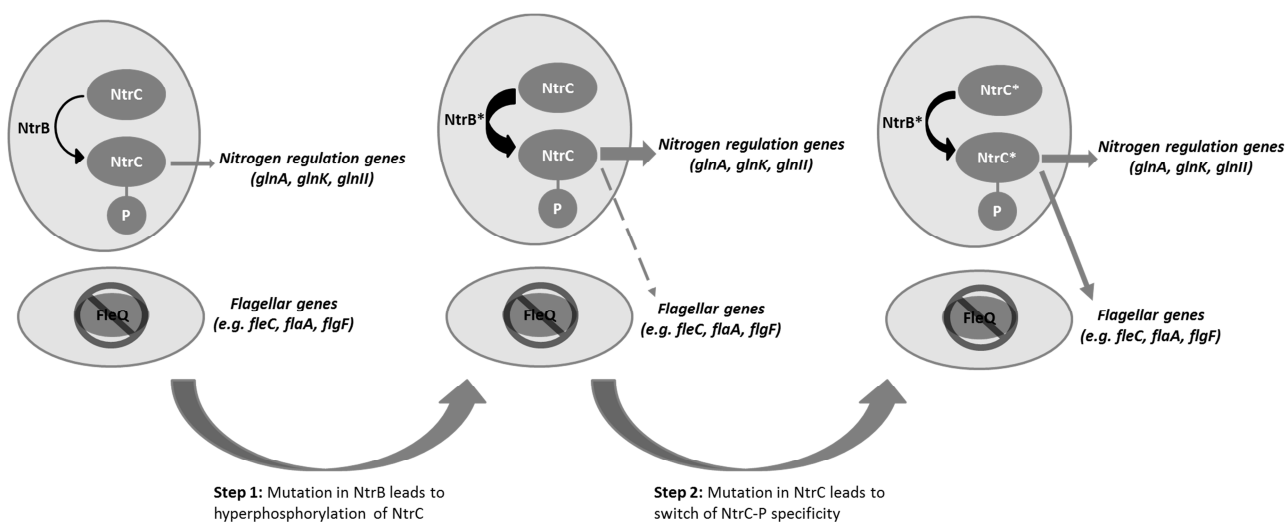 NtrC
NtrB
NtrC
P
Nitrogen regulation genes
(glnA, glnK, glnII)
FleQ
Flagellar genes
(e.g. fleC, flaA, flgF)
NtrC
NtrB*
NtrC
P
Nitrogen regulation genes
(glnA, glnK, glnII)
FleQ
Flagellar genes
(e.g. fleC, flaA, flgF)
NtrC*
NtrB*
NtrC*
P
Nitrogen regulation genes
(glnA, glnK, glnII)
FleQ
Flagellar genes
(e.g. fleC, flaA, flgF)
Step 1: Mutation in NtrB leads to
hyperphosphorylation of NtrC
Step 2: Mutation in NtrC leads to
switch of NtrC-P specificity